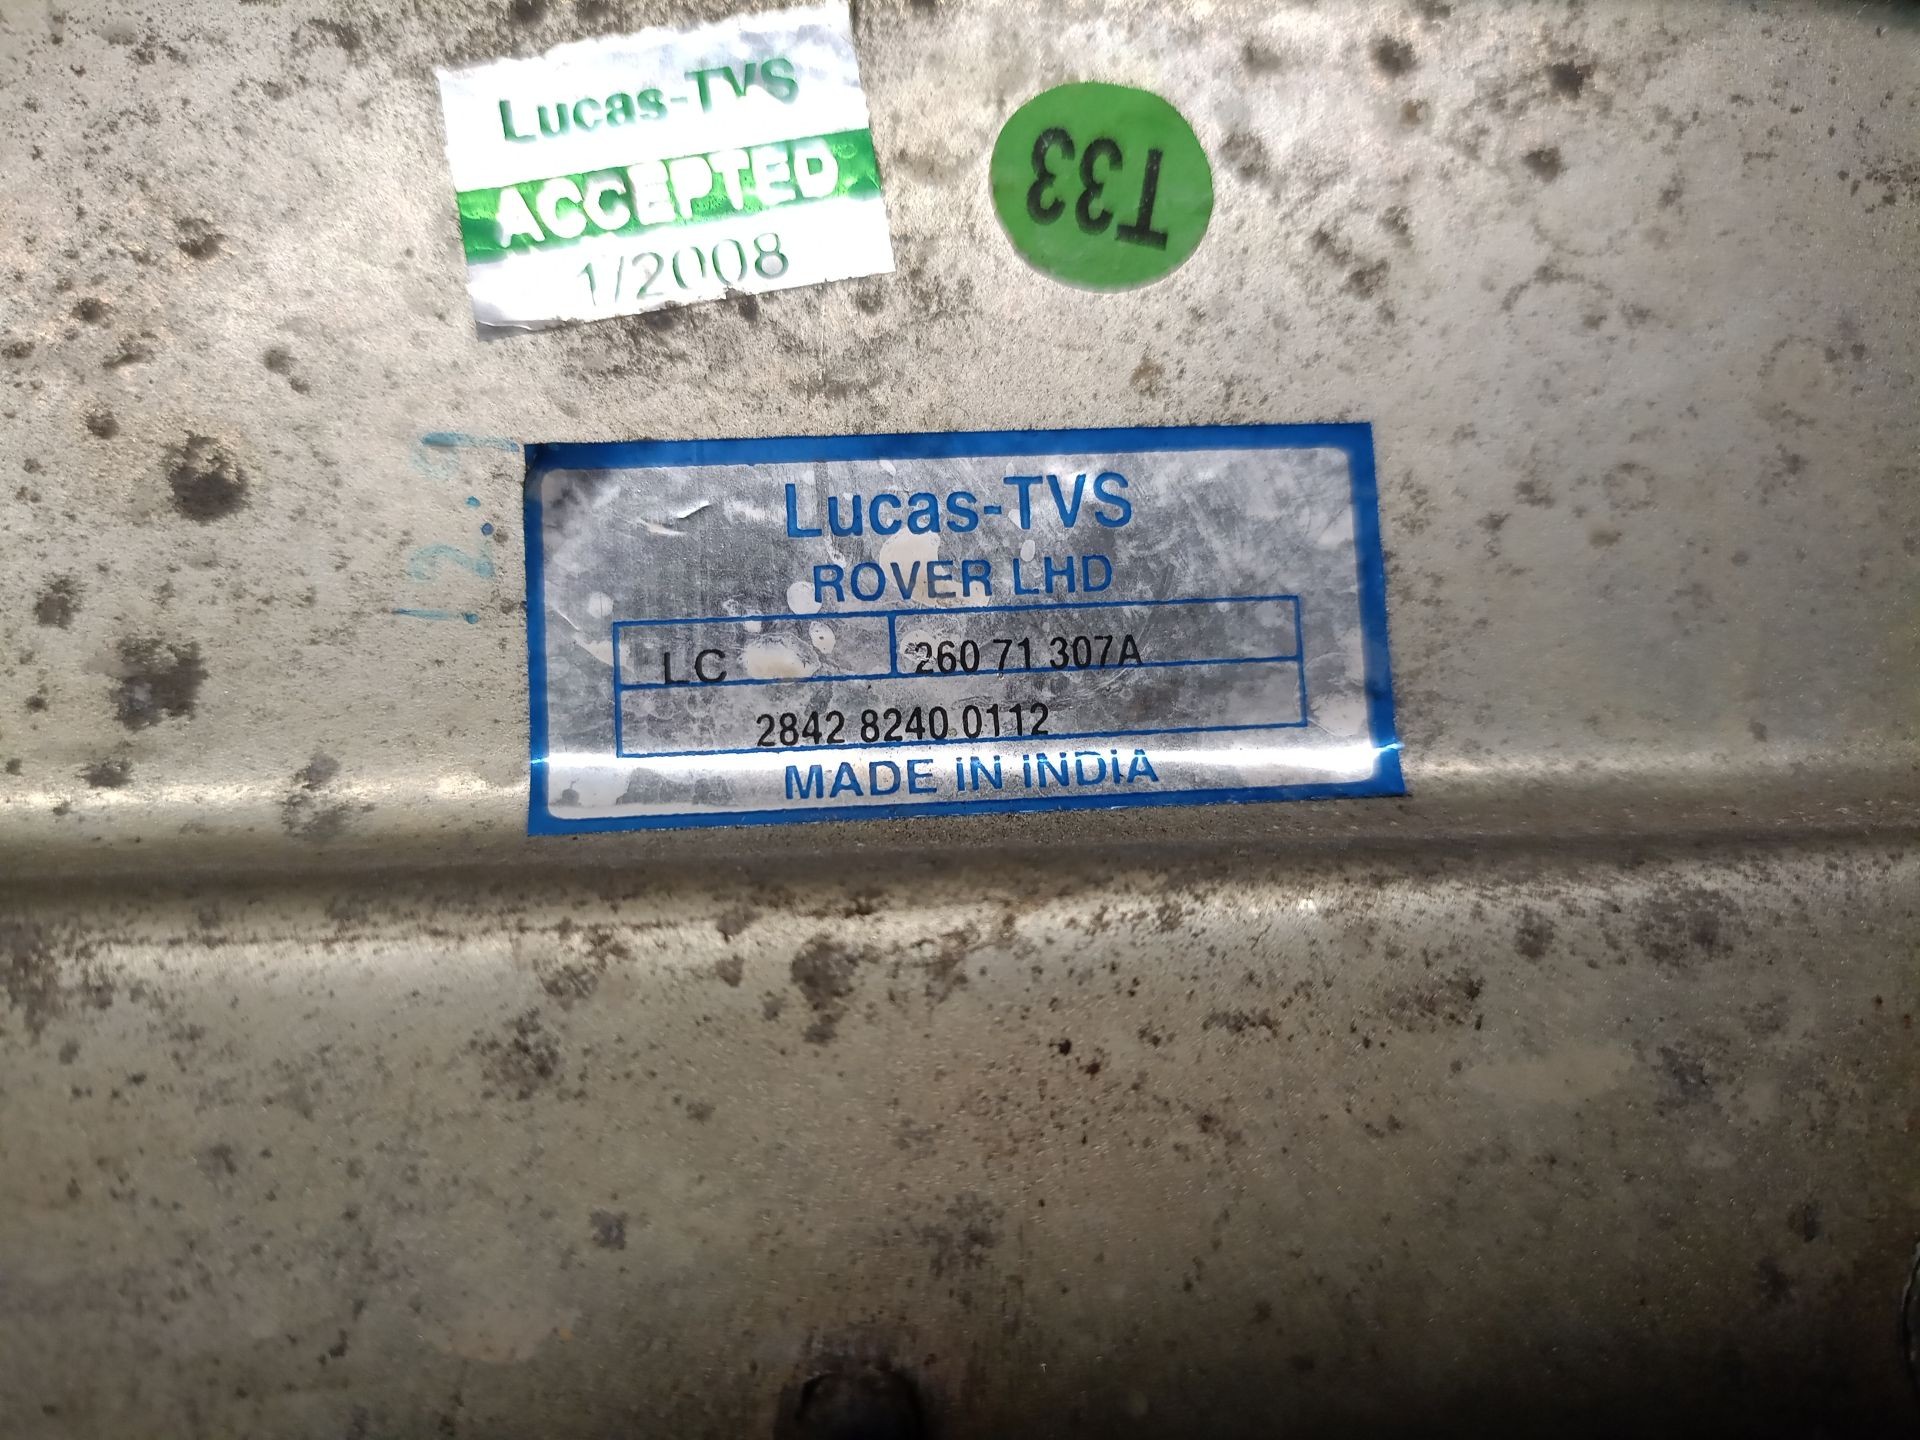 Lucas-TVS
ACCEPTED
1/2008
T33
12.9
Lucas-TVS
ROVER LHD
LC
260 71 307A
2842 8240 0112
MADE IN INDIA